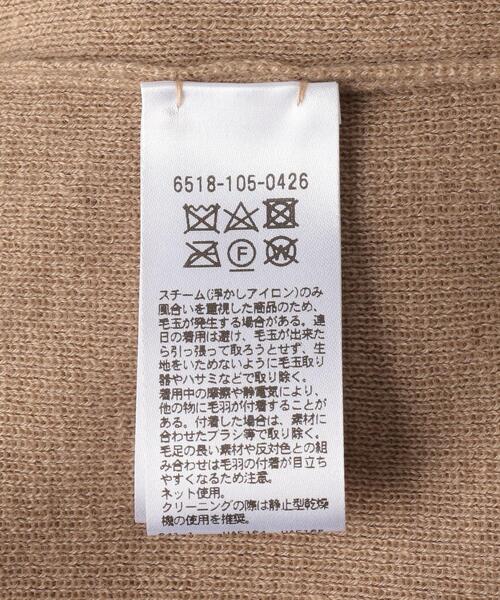 6518-105-0426
F
W
スチーム(浮かしアイロン)のみ
風合いを重視した商品のため、
毛玉が発生する場合がある。連
日の着用は避け、毛玉が出来た
ら引っ張って取ろうとせず、生
地をいためないように毛玉取り
器やハサミなどで取り除く。
着用中の摩擦や静電気により、
他の物に毛羽が付着することが
ある。付着した場合は、素材に
合わせたブラシ等で取り除く。
毛足の長い素材や反対色との組
み合わせは毛羽の付着が目立ち
やすくなるため注意。
ネット使用。
クリーニングの際は静止型乾燥
機の使用を推奨。